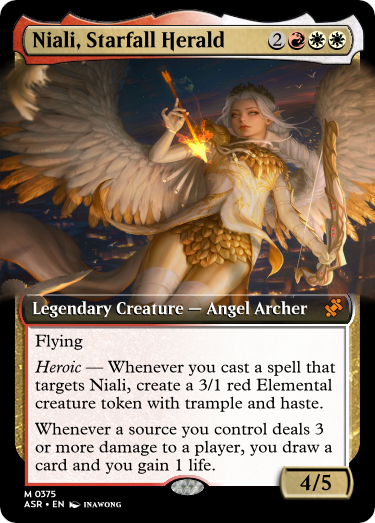 Niali, Starfall Herald 2
Legendary Creature — Angel Archer
Flying
Heroic — Whenever you cast a spell that
targets Niali, create a 3/1 red Elemental
creature token with trample and haste.
Whenever a source you control deals 3
or more damage to a player, you draw a
card and you gain 1 life.
4/5
M 0375
ASR • EN INAWONG